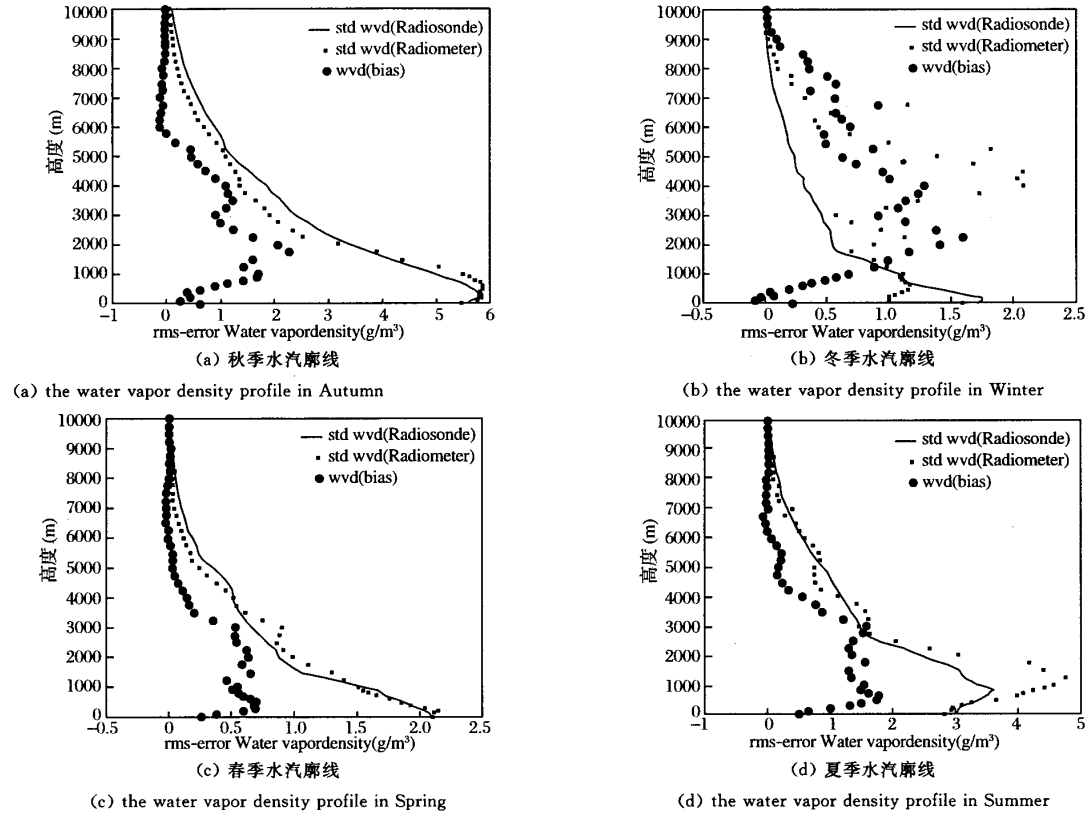 10000
9000
8000
7000
6000
5000
4000
3000
2000
1000
0
高度 (m)
std wvd(Radiosonde)
std wvd(Radiometer)
wvd(bias)
−1 0 1 2 3 4 5 6
rms-error Water vapordensity(g/m³)
(a) 秋季水汽廓线
(a) the water vapor density profile in Autumn
10000
9000
8000
7000
6000
5000
4000
3000
2000
1000
0
高度 (m)
std wvd(Radiosonde)
std wvd(Radiometer)
wvd(bias)
−0.5 0 0.5 1.0 1.5 2.0 2.5
rms-error Water vapordensity(g/m³)
(b) 冬季水汽廓线
(b) the water vapor density profile in Winter
10000
9000
8000
7000
6000
5000
4000
3000
2000
1000
0
高度 (m)
std wvd(Radiosonde)
std wvd(Radiometer)
wvd(bias)
−0.5 0 0.5 1.0 1.5 2.0 2.5
rms-error Water vapordensity(g/m³)
(c) 春季水汽廓线
(c) the water vapor density profile in Spring
10000
9000
8000
7000
6000
5000
4000
3000
2000
1000
0
高度 (m)
std wvd(Radiosonde)
std wvd(Radiometer)
wvd(bias)
−1 0 1 2 3 4 5
rms-error Water vapordensity(g/m³)
(d) 夏季水汽廓线
(d) the water vapor density profile in Summer